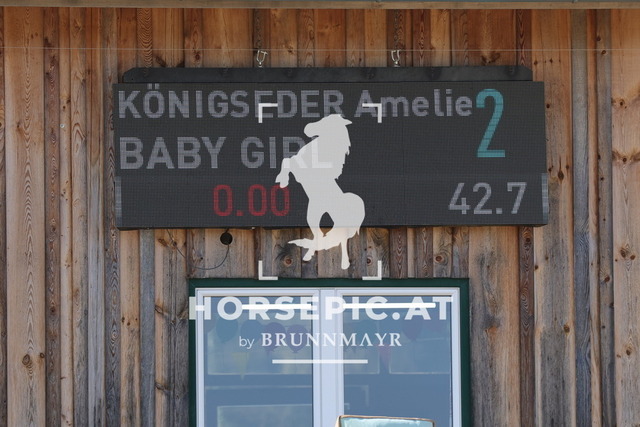 KÖNIGSEDER Amelie 2
BABY GIRL
0.00 42.7
HORSEPIC.AT
by BRUNNMAYR